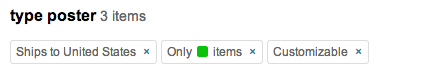 type poster 3 items
Ships to United States × Only items × Customizable ×